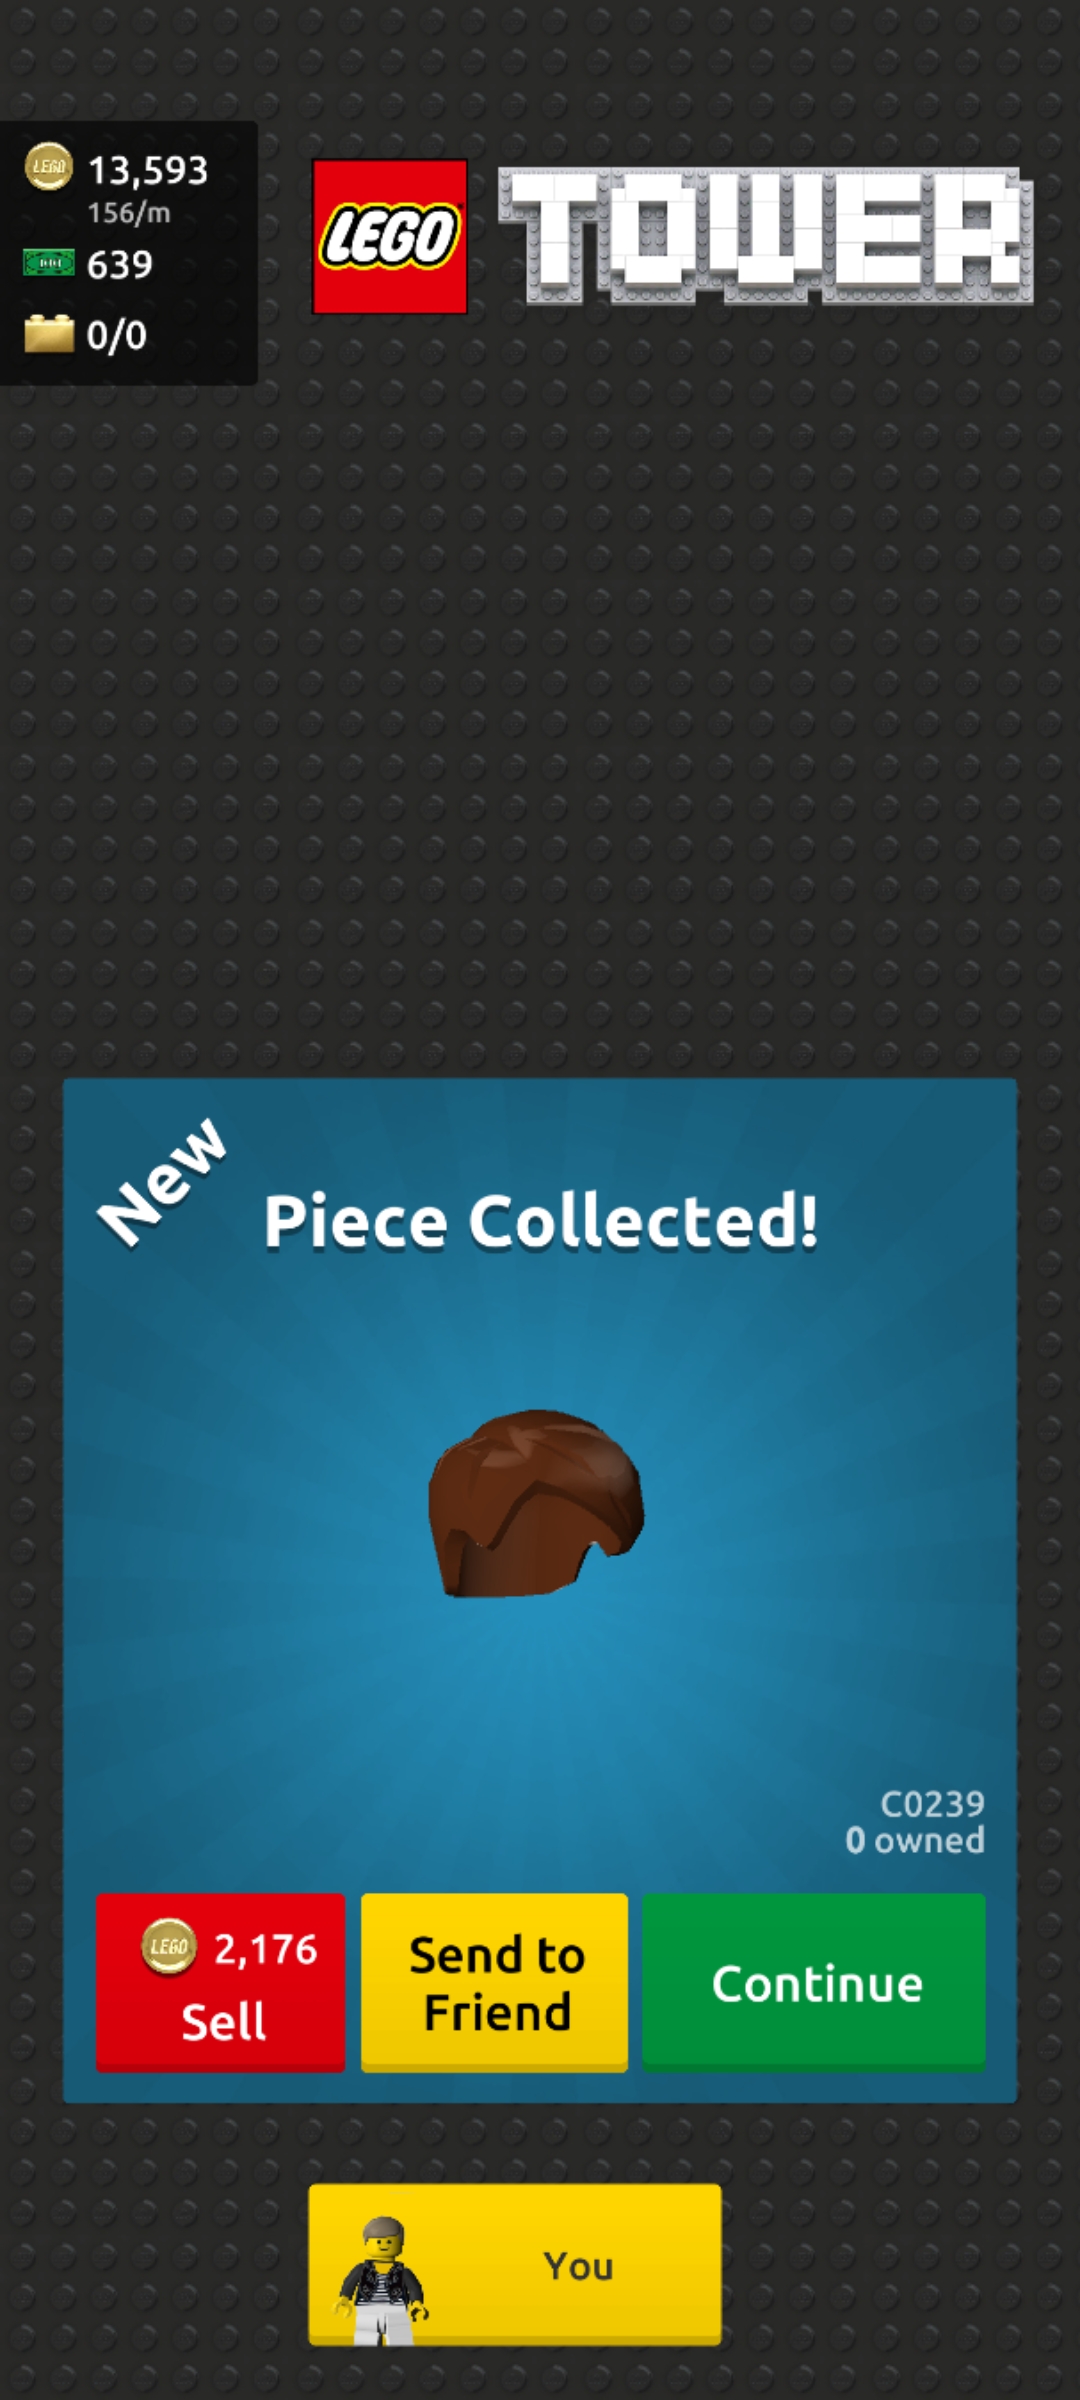 LEGO 13,593
156/m
639
0/0
LEGO
TOWER
New
Piece Collected!
C0239
0 owned
LEGO 2,176
Sell
Send to
Friend
Continue
You